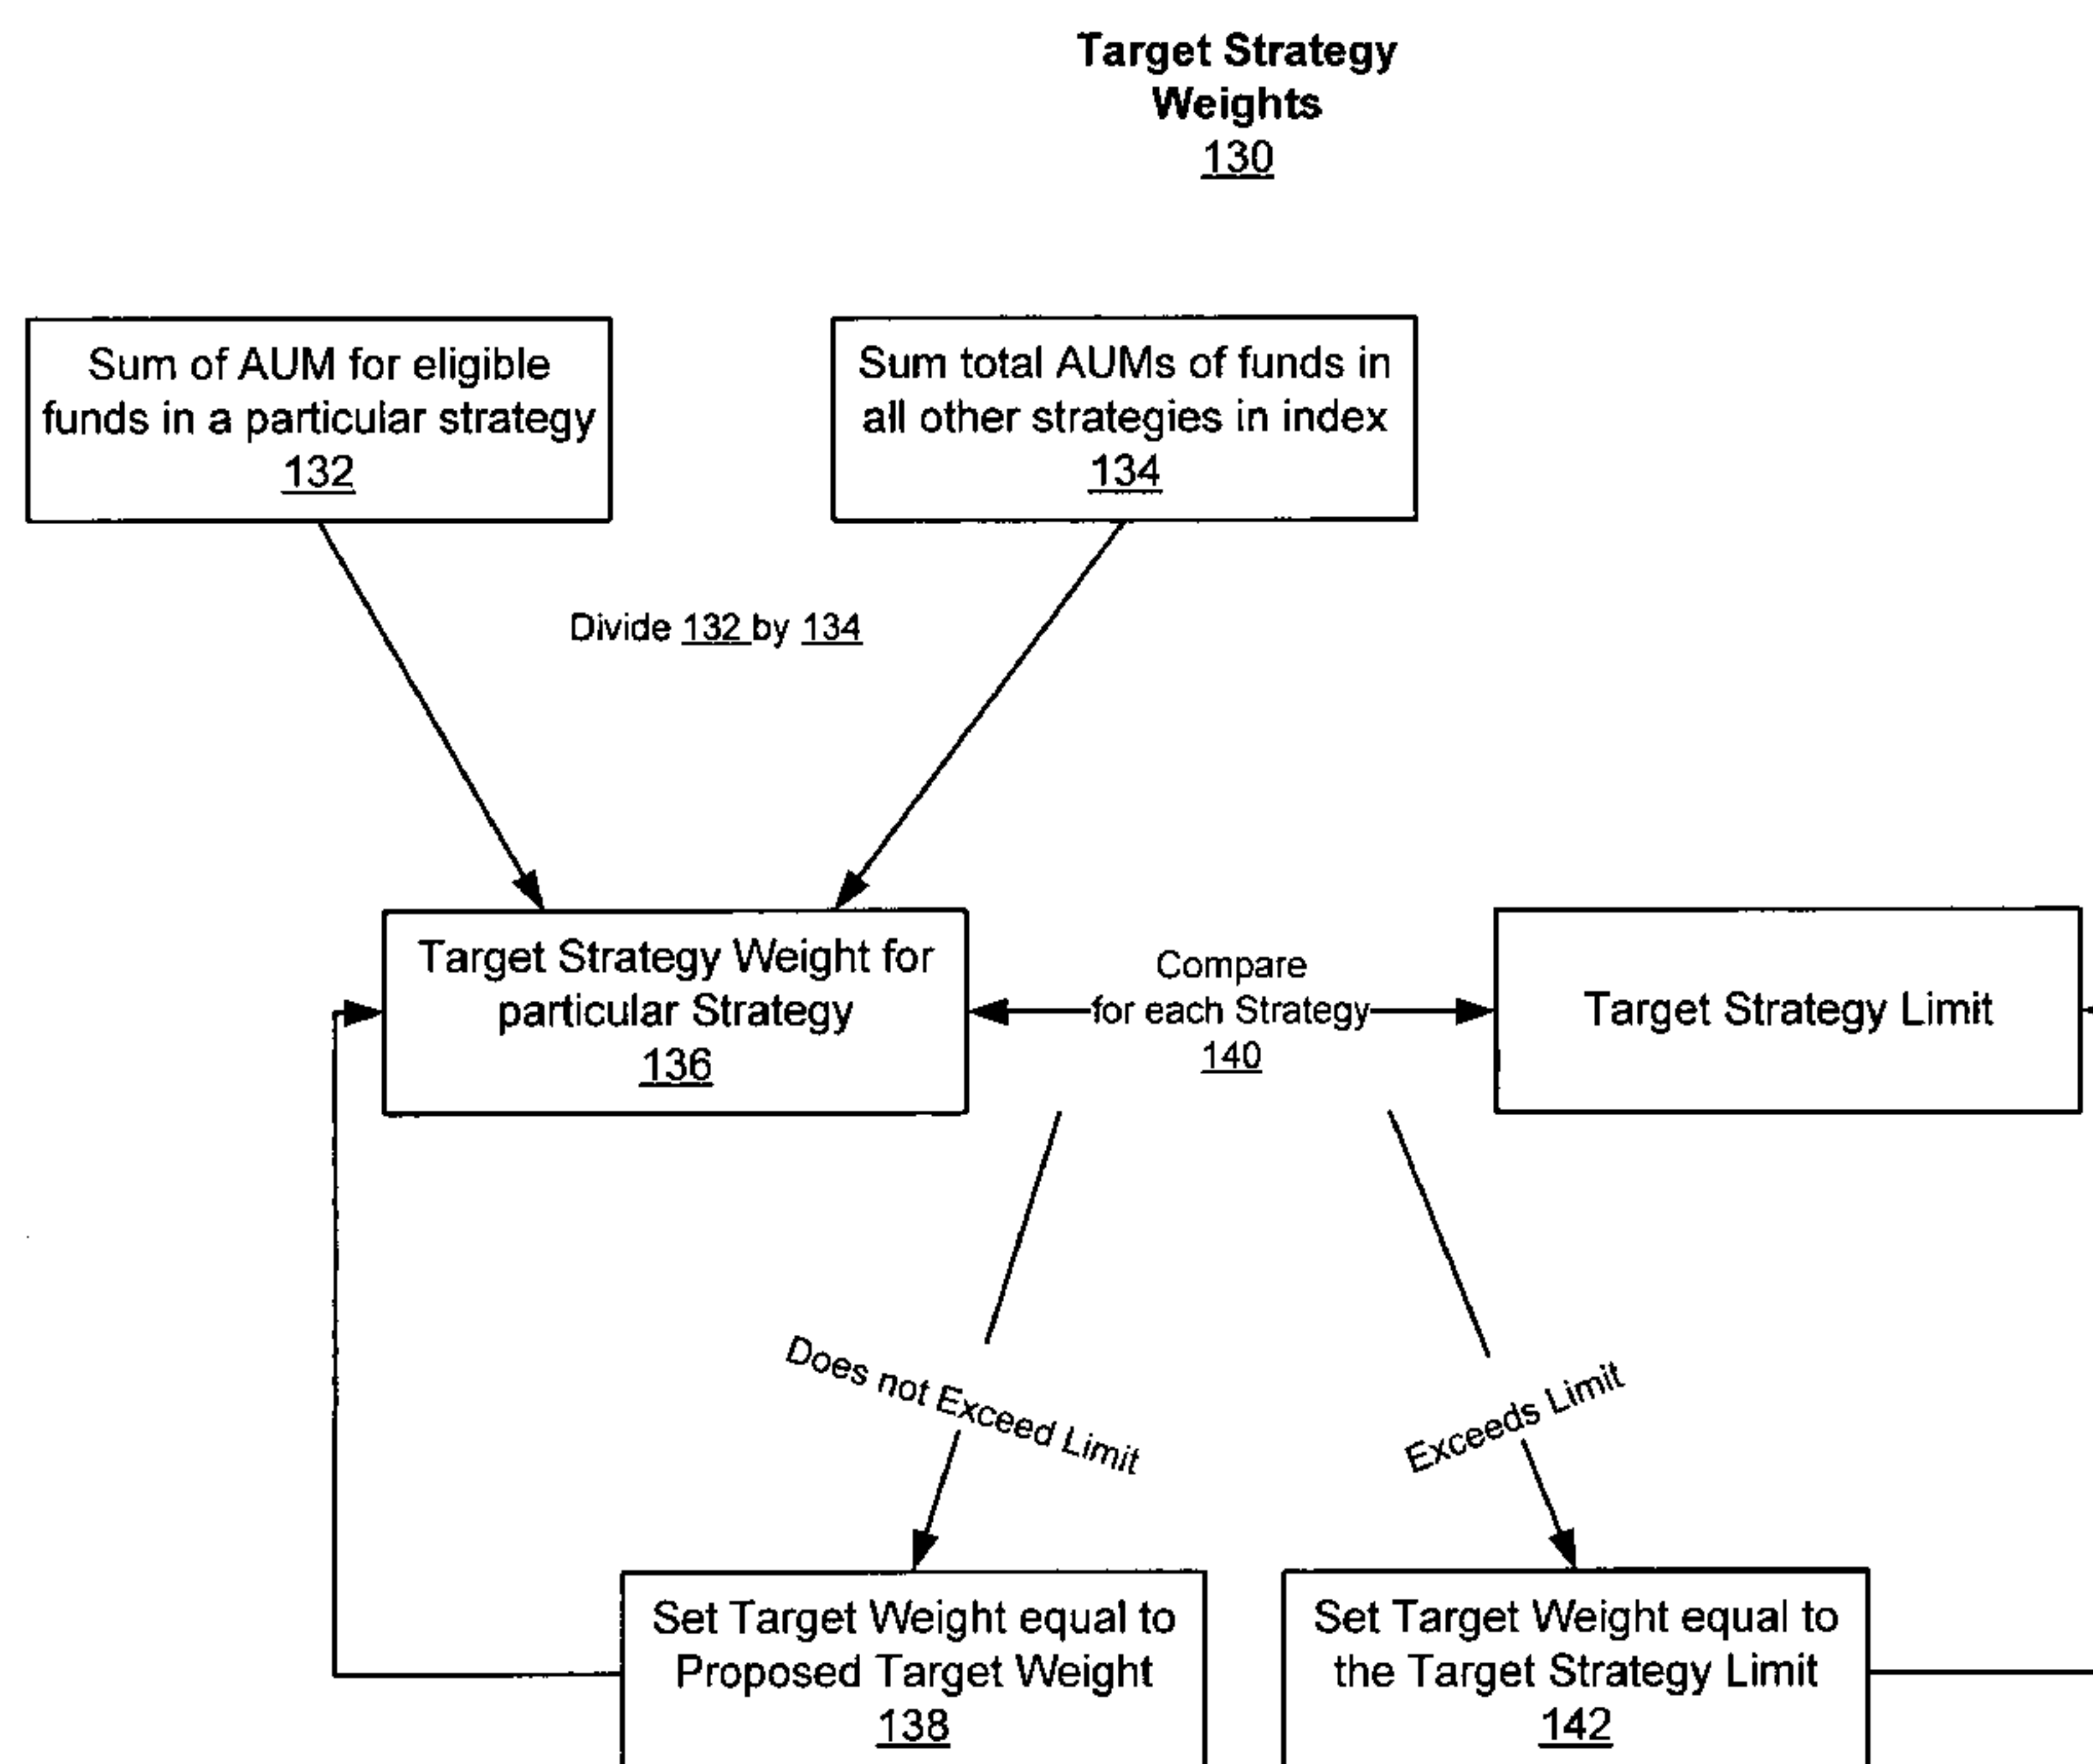 Target Strategy
Weights
130
Sum of AUM for eligible
funds in a particular strategy
132
Sum total AUMs of funds in
all other strategies in index
134
Divide 132 by 134
Target Strategy Weight for
particular Strategy
136
Compare
for each Strategy
140
Target Strategy Limit
Does not Exceed Limit
Exceeds Limit
Set Target Weight equal to
Proposed Target Weight
138
Set Target Weight equal to
the Target Strategy Limit
142